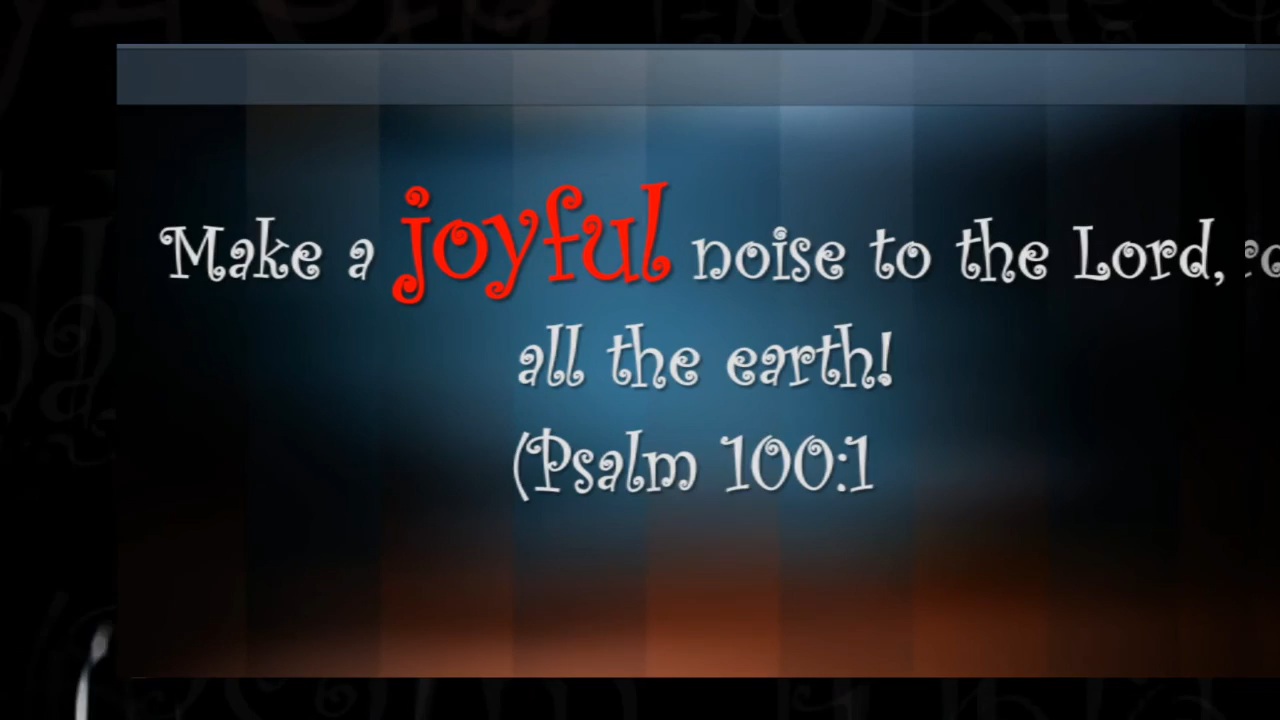 Make a joyful noise to the Lord,
all the earth!
(Psalm 100:1